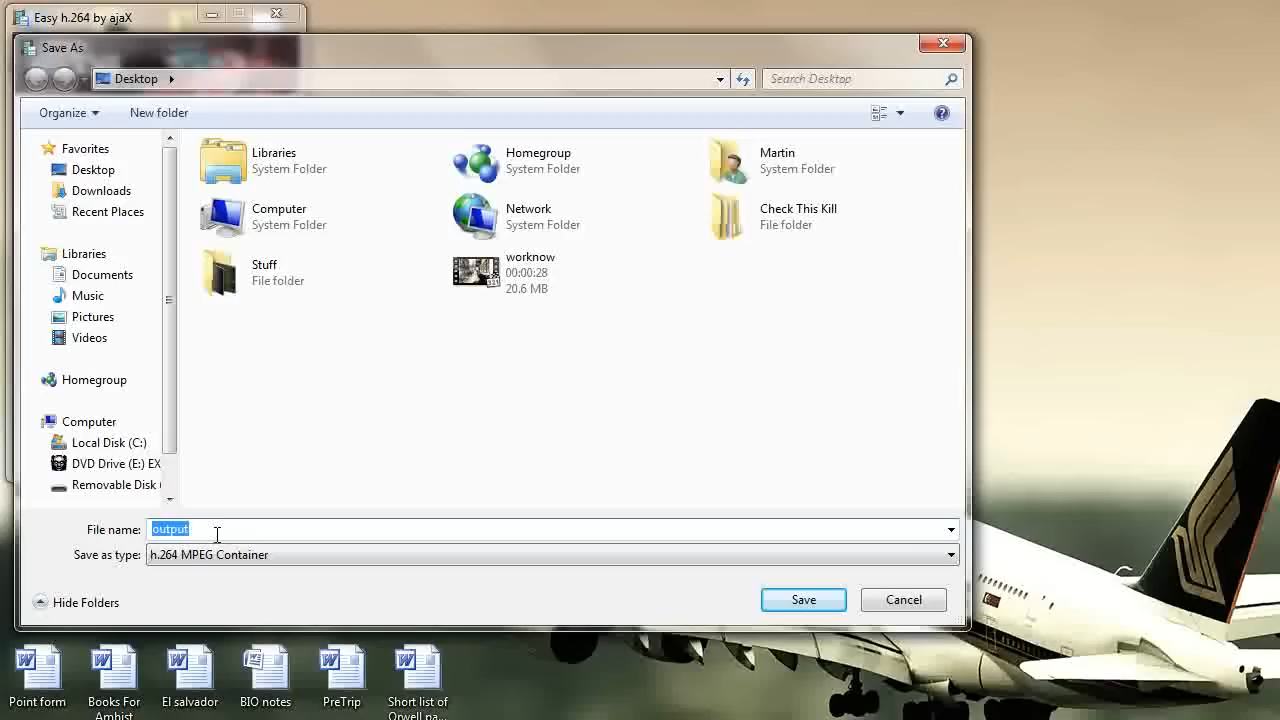 Easy h.264 by ajaX
Save As
Desktop
Search Desktop
Organize
New folder
Favorites
Desktop
Downloads
Recent Places
Libraries
Documents
Music
Pictures
Videos
Homegroup
Computer
Local Disk (C:)
DVD Drive (E:) EX
Removable Disk
Libraries
System Folder
Homegroup
System Folder
Martin
System Folder
Computer
System Folder
Network
System Folder
Check This Kill
File folder
Stuff
File folder
worknow
00:00:28
20.6 MB
File name:
output
Save as type:
h.264 MPEG Container
Hide Folders
Save
Cancel
Point form
Books For
Amhist
El salvador
BIO notes
PreTrip
Short list of
Orwell pa...